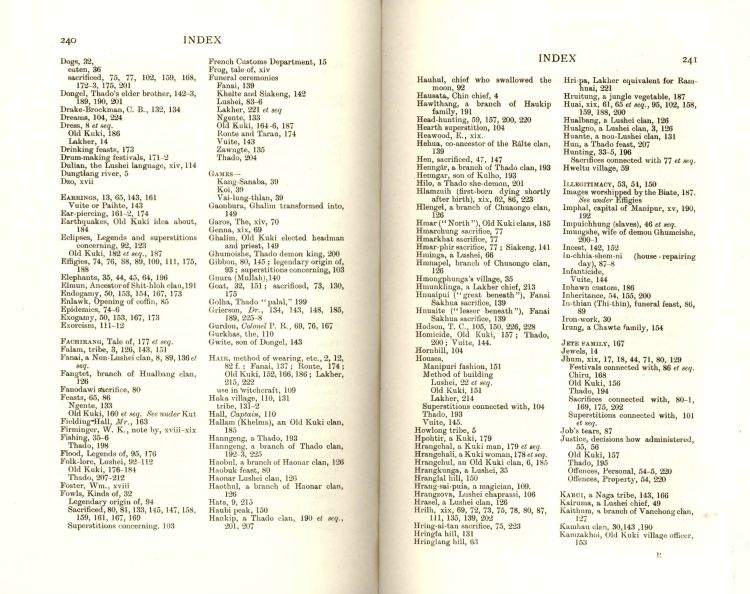 240
INDEX
Dogs, 32,
eaten, 36
sacrificed, 75, 77, 102, 159, 168,
172-3, 175, 201
Dongel, Thado's elder brother, 142-3,
189, 190, 201
Drake-Brockman, C. B., 132, 134
Dreams, 104, 224
Dress, 8 et seq.
Old Kuki, 186
Lakher, 14
Drinking feasts, 173
Drum-making festivals, 171-2
Dulian, the Lushei language, xiv, 114
Dungtlang river, 5
Dzo, xvii
EARRINGS, 13, 65, 143, 161
Vuite or Paihte, 143
Ear-piercing, 161-2, 174
Earthquakes, Old Kuki idea about,
184
Eclipses, Legends and superstitions
concerning, 92, 123
Old Kuki, 182 et seq., 187
Effigies, 74, 76, 88, 89, 109, 111, 175,
188
Elephants, 35, 44, 45, 64, 196
Elmun, Ancestor of Shit-hloh clan, 191
Endogamy, 50, 153, 154, 167, 173
Enlawk, Opening of coffin, 85
Epidemics, 74-6
Exogamy, 50, 153, 167, 173
Exorcism, 111-12
FACHIRANG, Tale of, 177 et seq.
Falam, tribe, 3, 126, 143, 151
Fanai, a Non-Lushei clan, 8, 89, 136 et
seq.
Fangtet, branch of Hualbang clan,
126
Fanodawi sacrifice, 80
Feasts, 65, 86
Ngente, 133
Old Kuki, 160 et seq. See under Kut
Fielding-Hall, Mr., 163
Firminger, W. K., note by, xviii-xix
Fishing, 35-6
Thado, 198
Flood, Legends of, 95, 176
Folk-lore, Lushei, 92-112
Old Kuki, 176-184
Thado, 207-212
Foster, Wm., xviii
Fowls, Kinds of, 32
Legendary origin of, 94
Sacrificed, 80, 81, 133, 145, 147, 158,
159, 161, 167, 169
Superstitions concerning, 103
French Customs Department, 15
Frog, tale of, xiv
Funeral ceremonies
Fanai, 139
Khelte and Siakeng, 142
Lushei, 83-6
Lakher, 221 et seq
Ngente, 133
Old Kuki, 164-6, 187
Ronte and Tarau, 174
Vuite, 143
Zawngte, 135
Thado, 204
GAMES—
Kang-Sanaba, 39
Koi, 39
Vai-lung-thlan, 39
Gaonbura, Ghalim transformed into,
149
Garos, The, xiv, 70
Genna, xix, 69
Ghalim, Old Kuki elected headman
and priest, 149
Ghumoishe, Thado demon king, 200
Gibbon, 80, 145; legendary origin of,
93; superstitions concerning, 103
Gnura (Mullah), 140
Goat, 32, 151; sacrificed, 73, 130,
175
Golha, Thado "palal," 199
Grierson, Dr., 134, 143, 148, 185,
189, 225-8
Gurdon, Colonel P. R., 69, 76, 167
Gurkhas, the, 110
Gwite, son of Dongel, 143
HAIR, method of wearing, etc., 2, 12,
82 f.; Fanai, 137; Route, 174;
Old Kuki, 152, 166, 186; Lakher,
215, 222
use in witchcraft, 109
Haka village, 110, 131
tribe, 131-2
Hall, Captain, 110
Hallam (Khelma), an Old Kuki clan,
185
Hanngeng, a Thado, 193
Hanngeng, a branch of Thado clan,
192-3, 225
Haobul, a branch of Haonar clan, 126
Haobuk feast, 80
Haonar Lushei clan, 126
Haothul, a branch of Haonar clan,
126
Hats, 9, 215
Haubi peak, 150
Haukip, a Thado clan, 190 et seq.,
201, 207
INDEX
241
Hauhul, chief who swallowed the
moon, 92
Hausata, Chin chief, 4
Hawlthang, a branch of Haukip
family, 191
Head-hunting, 59, 157, 200, 220
Hearth superstition, 104
Heawood, E., xix.
Hehua, co-ancestor of the Rālte clan,
139
Hen, sacrificed, 47, 147
Henngār, a branch of Thado clan, 193
Henngar, son of Kulho, 193
Hilo, a Thado she-demon, 201
Hlamzuih (first-born dying shortly
after birth), xix, 62, 86, 223
Hlengel, a branch of Chuaongo clan,
126
Hmar ("North"), Old Kuki clans, 185
Hmarchung sacrifice, 77
Hmarkhat sacrifice, 77
Hmar-phir sacrifice, 77; Siakeng, 141
Hminga, a Lushei, 66
Hmnapel, branch of Chuaongo clan,
126
Hmongphunga's village, 35
Hmunklinga, a Lakher chief, 213
Hnuaipui ("great beneath"), Fanai
Sakhua sacrifice, 139
Hnuaite ("lesser beneath"), Fanai
Sakhua sacrifice, 139
Hodson, T. C., 105, 150, 226, 228
Homicide, Old Kuki, 157; Thado,
200; Vuite, 144.
Hornbill, 104
Houses,
Manipuri fashion, 151
Method of building
Lushei, 22 et seq.
Old Kuki, 151
Lakher, 214
Superstitions connected with, 104
Thado, 193
Vuite, 145.
Howlong tribe, 5
Hpohtir, a Kuki, 179
Hrangchal, a Kuki man, 179 et seq.
Hrangchali, a Kuki woman, 178 et seq.
Hrangchul, an Old Kuki clan, 6, 185
Hrangkunga, a Lushei, 35
Hranglal hill, 150
Hrang-sai-puia, a magician, 109.
Hrangzova, Lushei chaprassi, 106
Hrasel, a Lushei clan, 126
Hrilh, xix, 69, 72, 73, 75, 78, 80, 87,
111, 135, 139, 202
Hring-ai-tan sacrifice, 75, 223
Hringfa hill, 131
Hringlang hill, 63
Hri-pa, Lakher equivalent for Ram-
huai, 221
Hruitung, a jungle vegetable, 187
Huai, xix, 61, 65 et seq., 95, 102, 158,
159, 188, 200
Hualbang, a Lushei clan, 126
Hualgno, a Lushei clan, 3, 126
Huante, a non-Lushei clan, 131
Hun, a Thado feast, 207
Hunting, 33-5, 196
Sacrifices connected with 77 et seq.
Hweltu village, 59
ILLEGITIMACY, 53, 54, 150
Images worshipped by the Biate, 187.
See under Effigies
Imphal, capital of Manipur, xv, 190,
192
Impuichhung (slaves), 46 et seq.
Inaungshe, wife of demon Ghumoishe,
200-1
Incest, 142, 152
In-chhia-shem-ni (house-repairing
day), 87-8
Infanticide,
Vuite, 144
Inhawn custom, 186
Inheritance, 54, 155, 200
In-thian (Thi-thin), funeral feast, 86,
89
Iron-work, 30
Irung, a Chawte family, 154
JETE FAMILY, 167
Jewels, 14
Jhum, xix, 17, 18, 44, 71, 80, 129
Festivals connected with, 86 et seq.
Chiru, 168
Old Kuki, 156
Thado, 194
Sacrifices connected with, 80-1,
169, 175, 202
Superstitions connected with, 101
et seq.
Job's tears, 87
Justice, decisions how administered,
55, 56
Old Kuki, 157
Thado, 195
Offences, Personal, 54-5, 220
Offences, Property, 54, 220
KABUI, a Naga tribe, 143, 166
Kairuma, a Lushei chief, 49
Kaithum, a branch of Vanchong clan,
127
Kamhau clan, 30, 143, 190
Kamzakhoi, Old Kuki village officer,
153
R